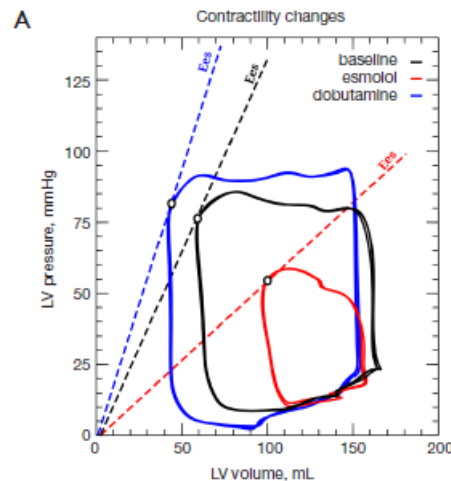 A
Contractility changes
baseline
esmolol
dobutamine
Ees
Ees
Ees
LV pressure, mmHg
125
100
75
50
25
0
0
50
100
150
200
LV volume, mL